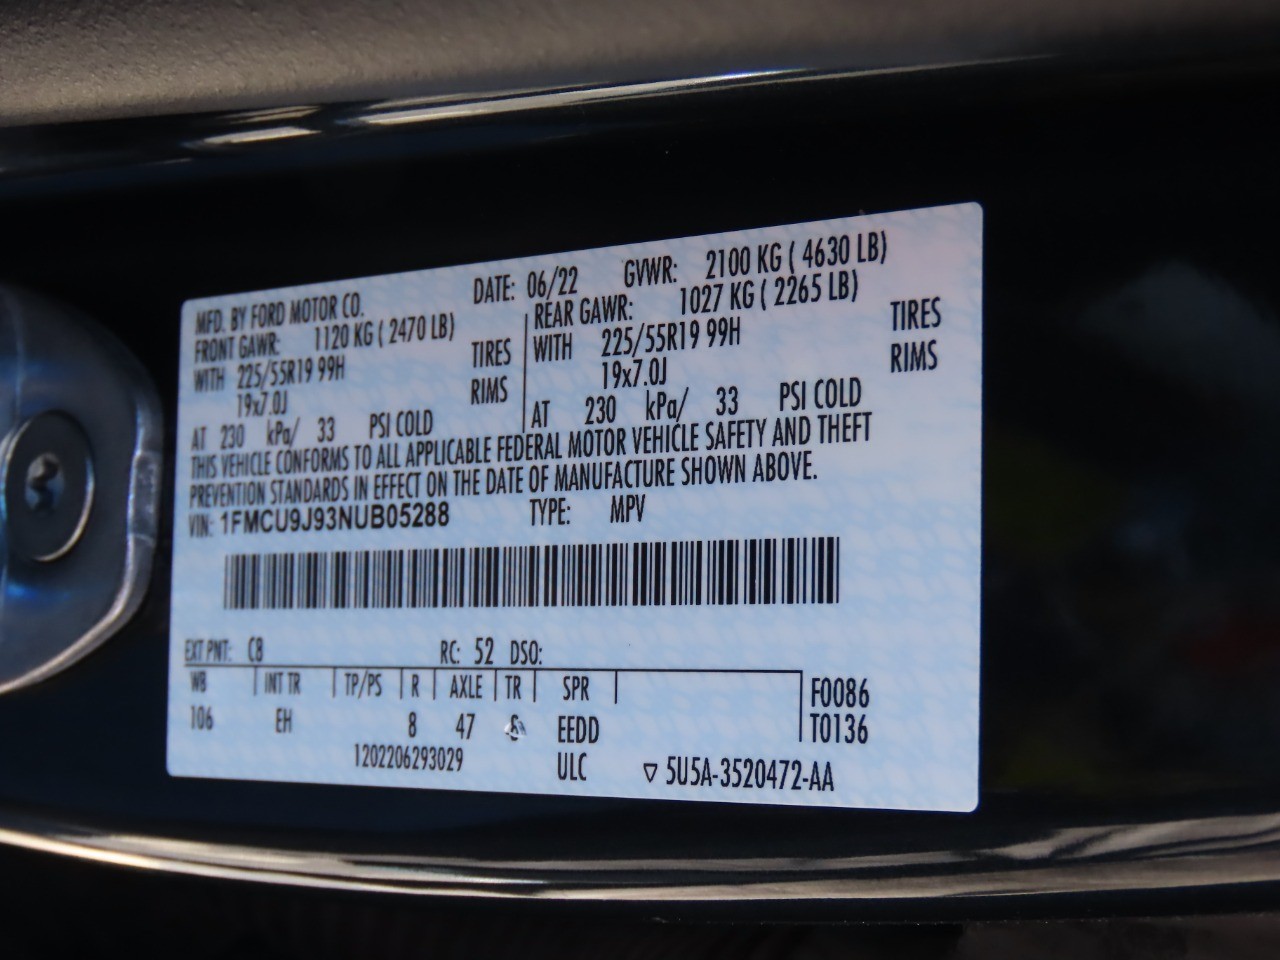 MFD. BY FORD MOTOR CO. DATE: 06/22 GVWR: 2100 KG ( 4630 LB)
FRONT GAWR: 1120 KG ( 2470 LB) REAR GAWR: 1027 KG ( 2265 LB)
WITH 225/55R19 99H TIRES WITH 225/55R19 99H TIRES
19x7.0J RIMS 19x7.0J RIMS
AT 230 kPa/ 33 PSI COLD AT 230 kPa/ 33 PSI COLD
THIS VEHICLE CONFORMS TO ALL APPLICABLE FEDERAL MOTOR VEHICLE SAFETY AND THEFT
PREVENTION STANDARDS IN EFFECT ON THE DATE OF MANUFACTURE SHOWN ABOVE.
VIN: 1FMCU9J93NUB05288 TYPE: MPV
EXT PNT: C8 RC: 52 DSO:
WB INT TR TP/PS R AXLE TR SPR F0086
106 EH 8 47 EEDD T0136
1202206293029 ULC ▽ 5U5A-3520472-AA